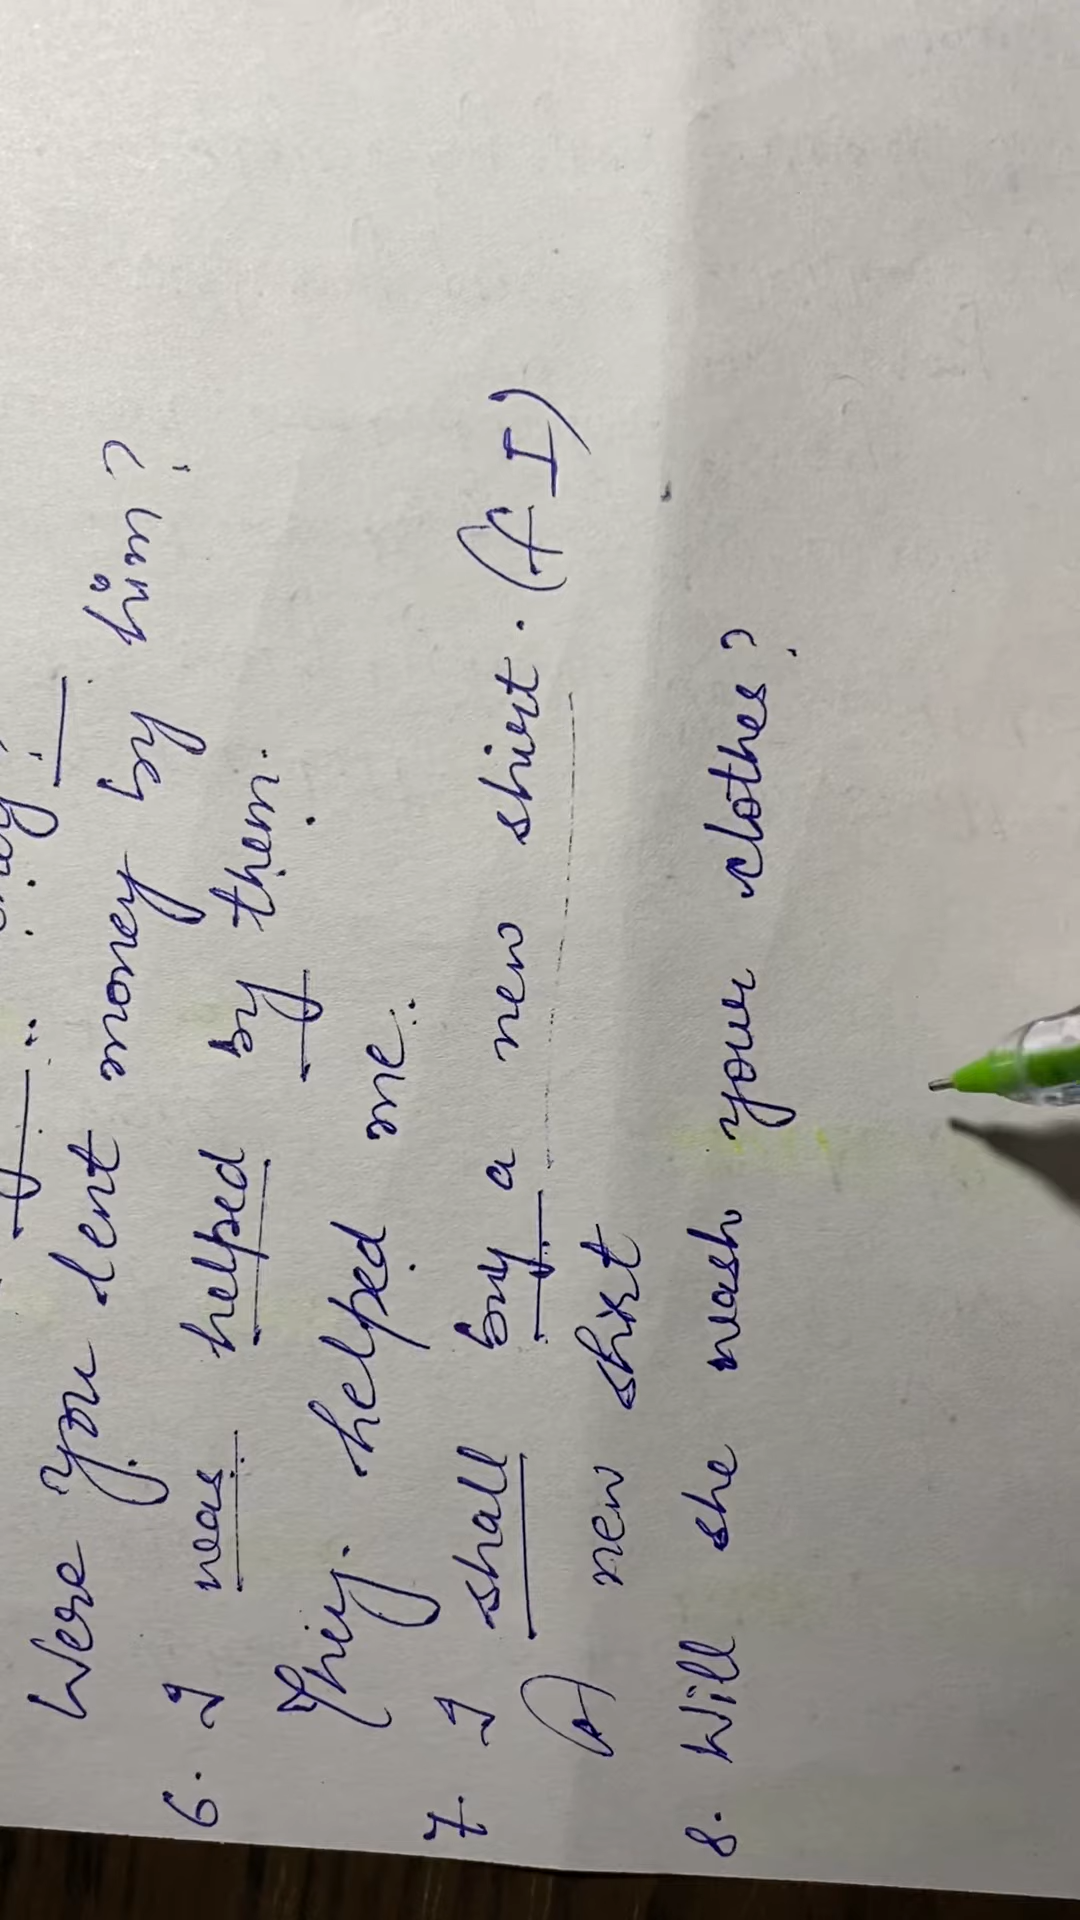 Were you lent money by him?
6. I was helped by them.
They helped me.
7. I shall buy a new shirt. (f I)
A new shirt
8. Will she wash your clothes?